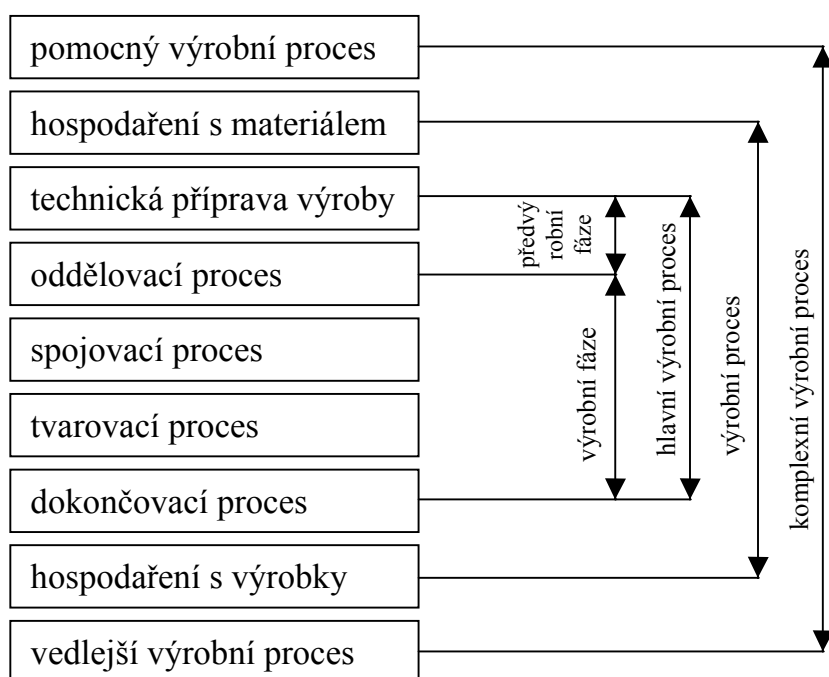 pomocný výrobní proces
hospodaření s materiálem
technická příprava výroby
oddělovací proces
spojovací proces
tvarovací proces
dokončovací proces
hospodaření s výrobky
vedlejší výrobní proces
předvý
robní
fáze
výrobní fáze
hlavní výrobní proces
výrobní proces
komplexní výrobní proces